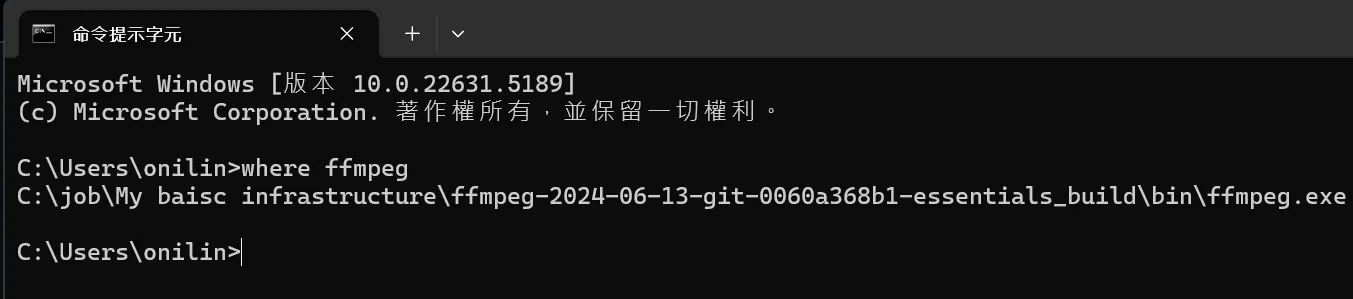 命令提示字元
Microsoft Windows [版本 10.0.22631.5189]
(c) Microsoft Corporation. 著作權所有，並保留一切權利。
C:\Users\onilin>where ffmpeg
C:\job\My baisc infrastructure\ffmpeg-2024-06-13-git-0060a368b1-essentials_build\bin\ffmpeg.exe
C:\Users\onilin>